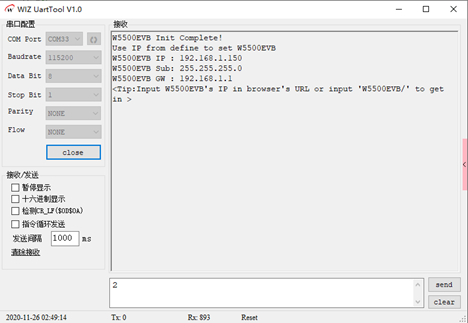 WIZ UartTool V1.0
串口配置
COM Port COM33
Baudrate 115200
Data Bit 8
Stop Bit 1
Parity NONE
Flow NONE
close
接收/发送
暂停显示
十六进制显示
检测CR_LF($0D$0A)
指令循环发送
发送间隔 1000 ms
清除接收
接收
W5500EVB Init Complete!
Use IP from define to set W5500EVB
W5500EVB IP : 192.168.1.150
W5500EVB Sub: 255.255.255.0
W5500EVB GW : 192.168.1.1
<Tip:Input W5500EVB's IP in browser's URL or input 'W5500EVB/' to get
in >
2
send
clear
2020-11-26 02:49:14 Tx: 0 Rx: 893 Reset